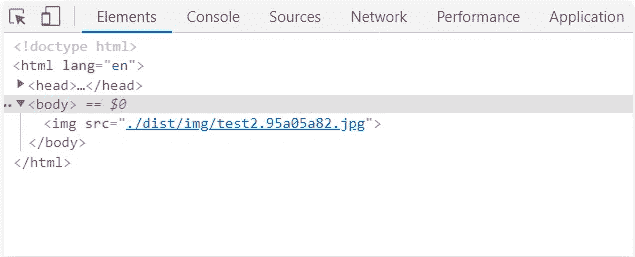 Elements Console Sources Network Performance Application
<!doctype html>
<html lang="en">
<head>…</head>
<body> == $0
<img src="./dist/img/test2.95a05a82.jpg">
</body>
</html>